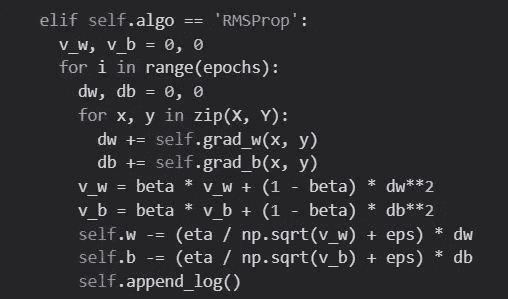 elif self.algo == 'RMSProp':
v_w, v_b = 0, 0
for i in range(epochs):
dw, db = 0, 0
for x, y in zip(X, Y):
dw += self.grad_w(x, y)
db += self.grad_b(x, y)
v_w = beta * v_w + (1 - beta) * dw**2
v_b = beta * v_b + (1 - beta) * db**2
self.w -= (eta / np.sqrt(v_w) + eps) * dw
self.b -= (eta / np.sqrt(v_b) + eps) * db
self.append_log()